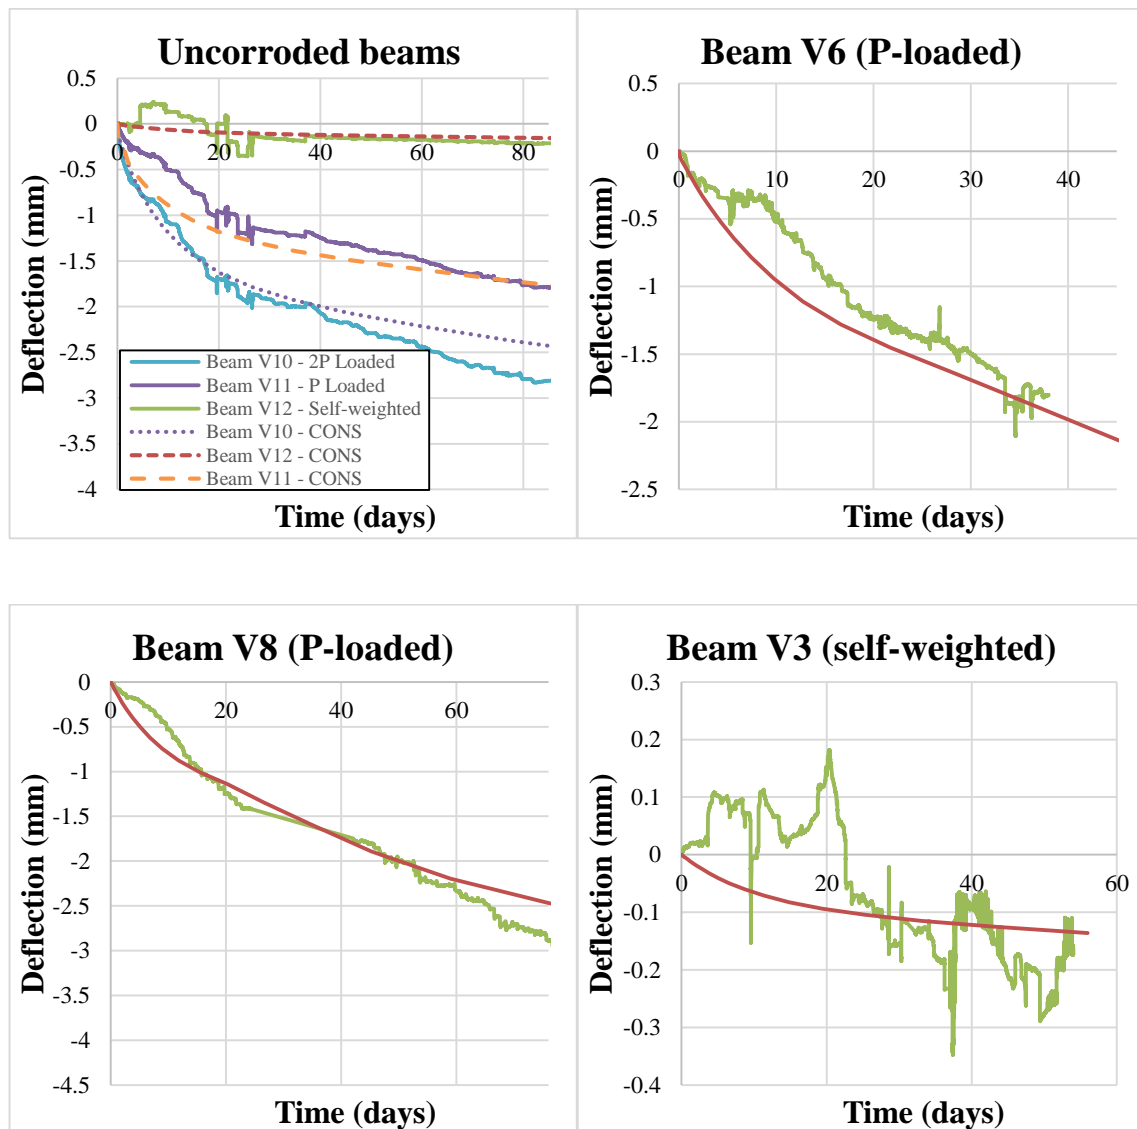 Uncorroded beams
0.5
0
-0.5
-1
-1.5
-2
-2.5
-3
-3.5
-4
0 20 40 60 80
Deflection (mm)
Time (days)
Beam V10 - 2P Loaded
Beam V11 - P Loaded
Beam V12 - Self-weighted
Beam V10 - CONS
Beam V12 - CONS
Beam V11 - CONS
Beam V6 (P-loaded)
0.5
0
-0.5
-1
-1.5
-2
-2.5
0 10 20 30 40
Deflection (mm)
Time (days)
Beam V8 (P-loaded)
0
-0.5
-1
-1.5
-2
-2.5
-3
-3.5
-4
-4.5
0 20 40 60
Deflection (mm)
Time (days)
Beam V3 (self-weighted)
0.3
0.2
0.1
0
-0.1
-0.2
-0.3
-0.4
0 20 40 60
Deflection (mm)
Time (days)